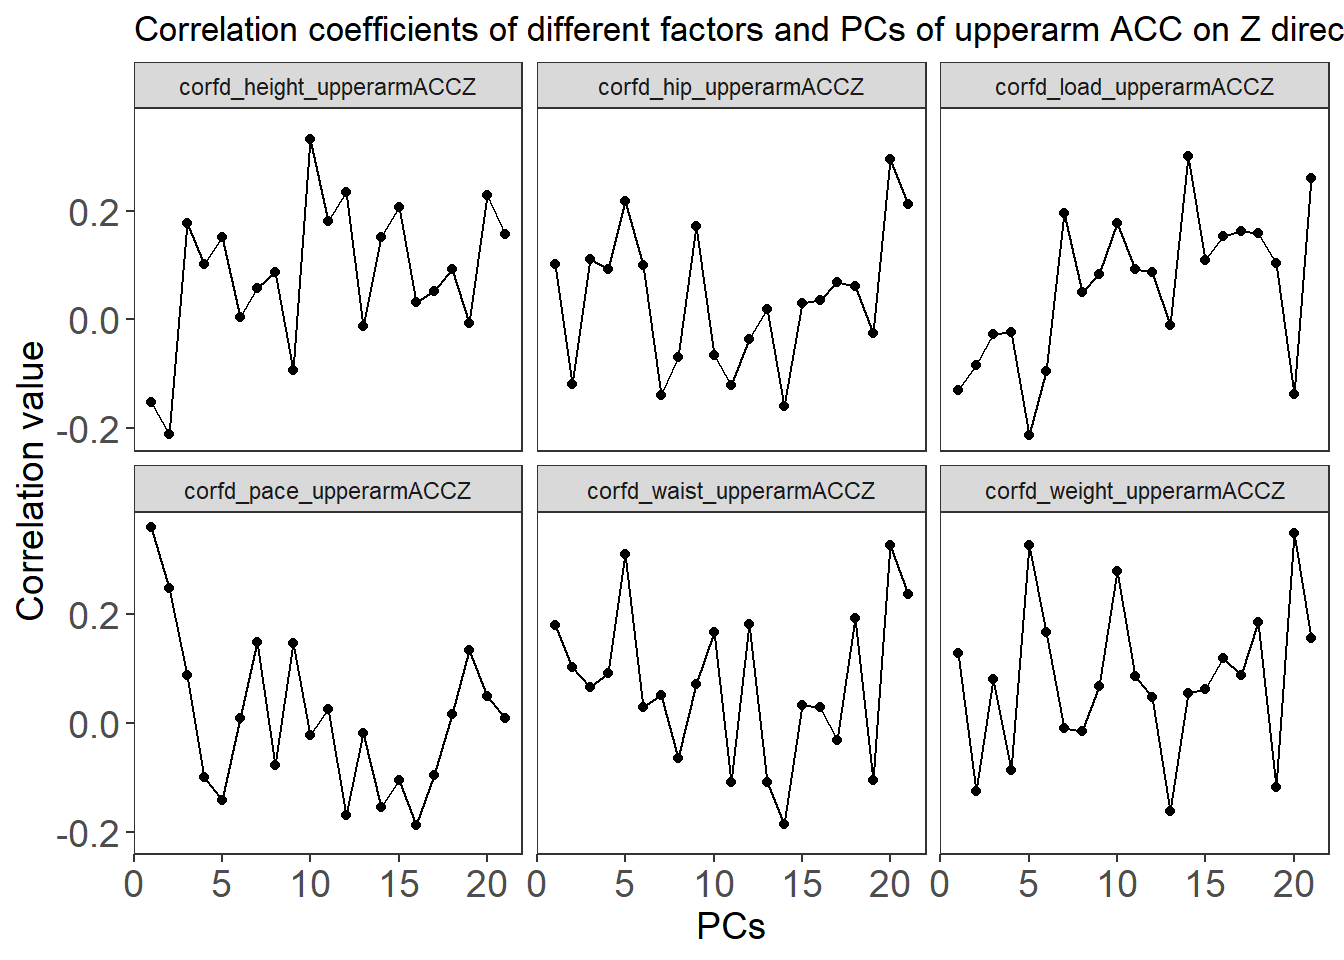 Correlation coefficients of different factors and PCs of upperarm ACC on Z direc
corfd_height_upperarmACCZ corfd_hip_upperarmACCZ corfd_load_upperarmACCZ
0.2
0.0
-0.2
Correlation value
corfd_pace_upperarmACCZ corfd_waist_upperarmACCZ corfd_weight_upperarmACCZ
0.2
0.0
-0.2
0 5 10 15 20 0 5 10 15 20 0 5 10 15 20
PCs